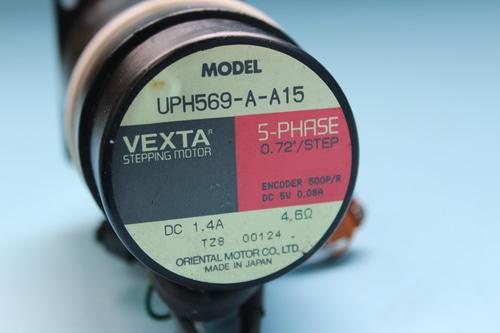 MODEL
UPH569-A-A15
VEXTA®
STEPPING MOTOR
5-PHASE
0.72°/STEP
ENCODER 500P/R
DC 5V 0.08A
DC 1.4A 4.6Ω
TZ8 00124
ORIENTAL MOTOR CO., LTD.
MADE IN JAPAN